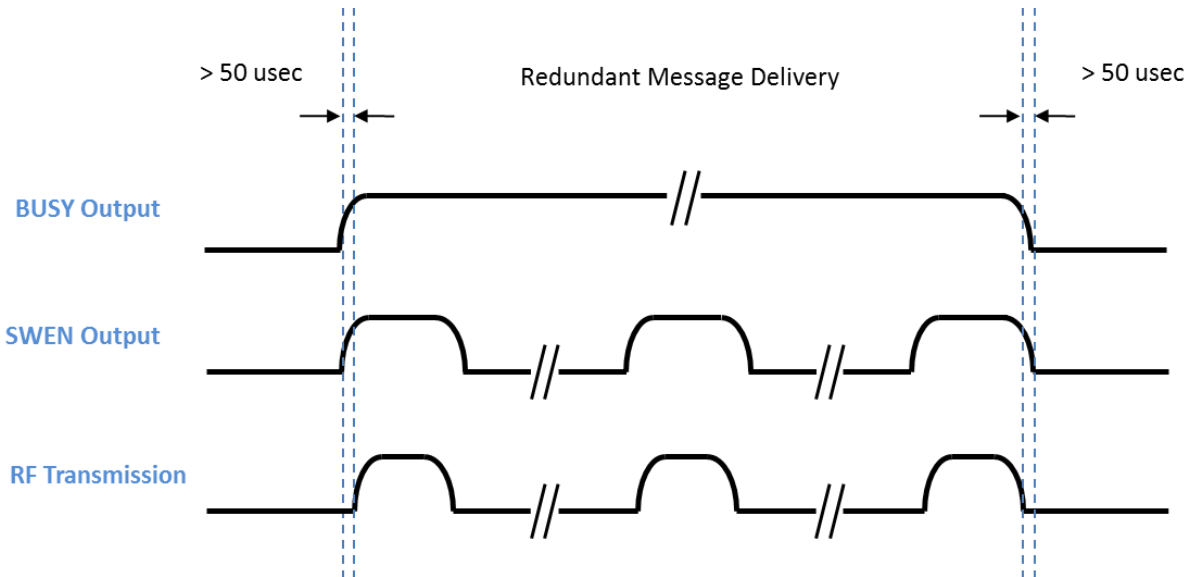 > 50 usec
Redundant Message Delivery
> 50 usec
BUSY Output
SWEN Output
RF Transmission